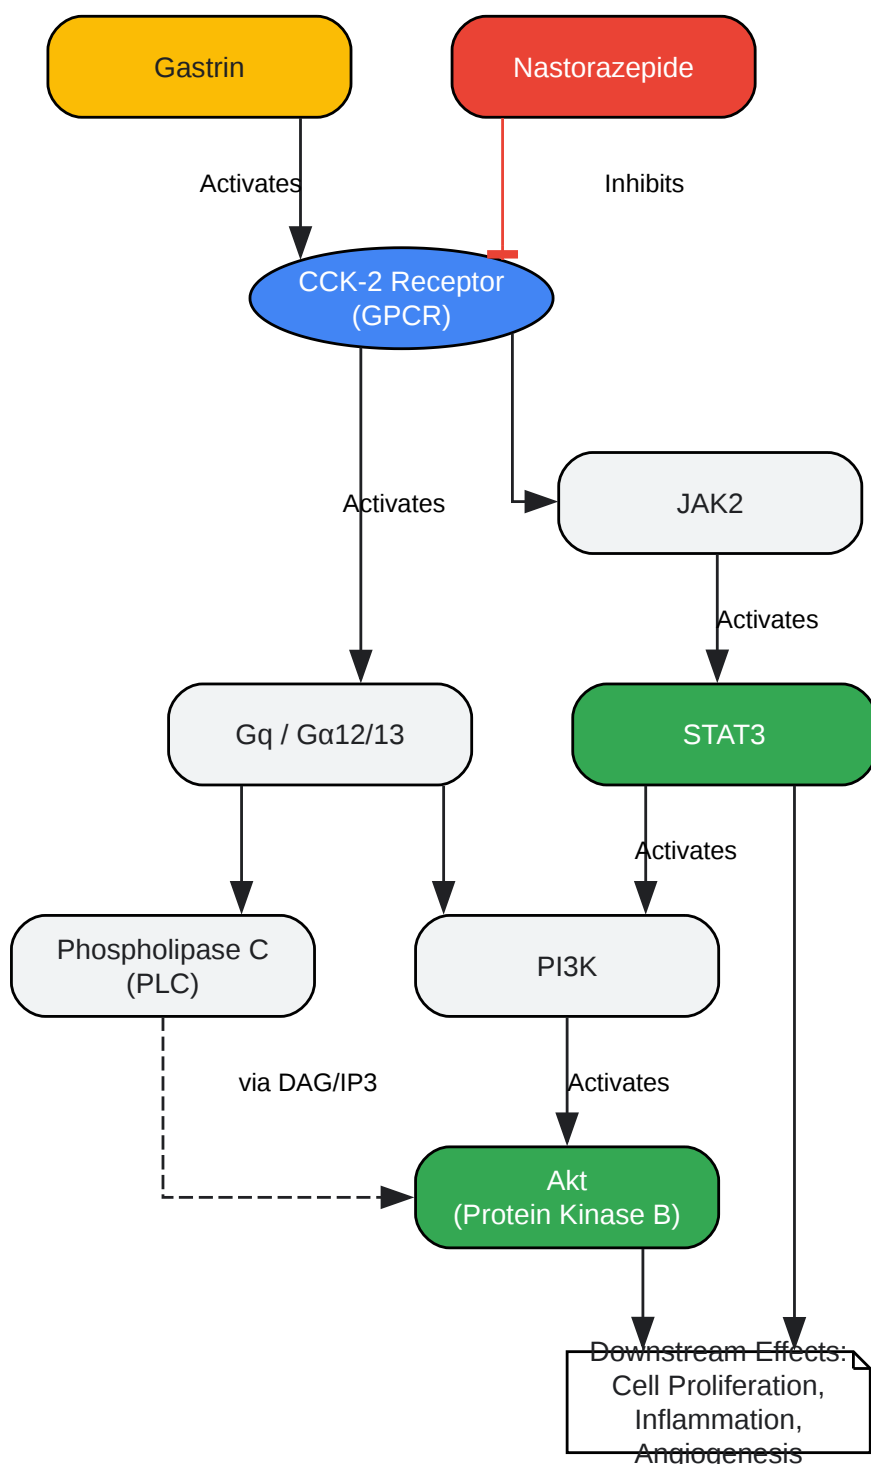 Gastrin
Nastorazepide
Activates
Inhibits
CCK-2 Receptor
(GPCR)
Activates
JAK2
Activates
Gq / Gα12/13
STAT3
Activates
Phospholipase C
(PLC)
PI3K
via DAG/IP3
Activates
Akt
(Protein Kinase B)
Downstream Effects:
Cell Proliferation,
Inflammation,
Angiogenesis